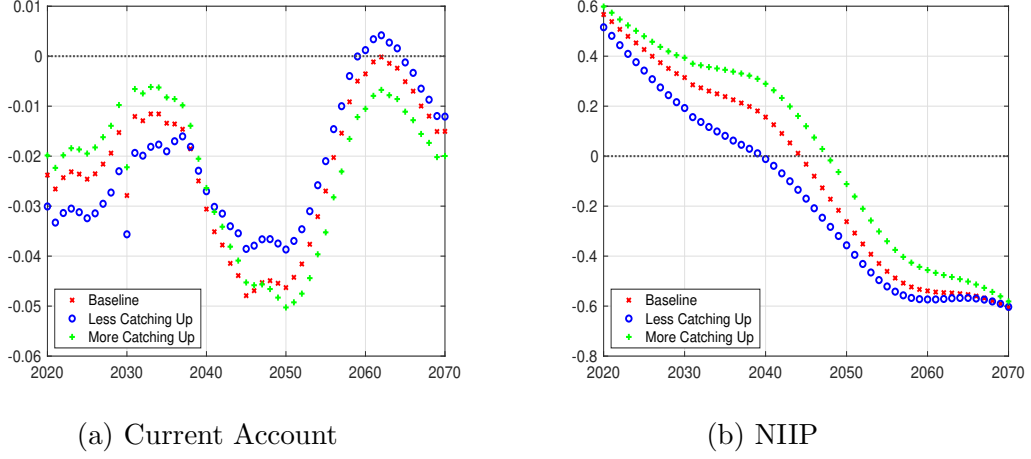 0.01
0
-0.01
-0.02
-0.03
-0.04
-0.05
-0.06
Baseline
Less Catching Up
More Catching Up
2020 2030 2040 2050 2060 2070
(a) Current Account
0.6
0.4
0.2
0
-0.2
-0.4
-0.6
-0.8
Baseline
Less Catching Up
More Catching Up
2020 2030 2040 2050 2060 2070
(b) NIIP